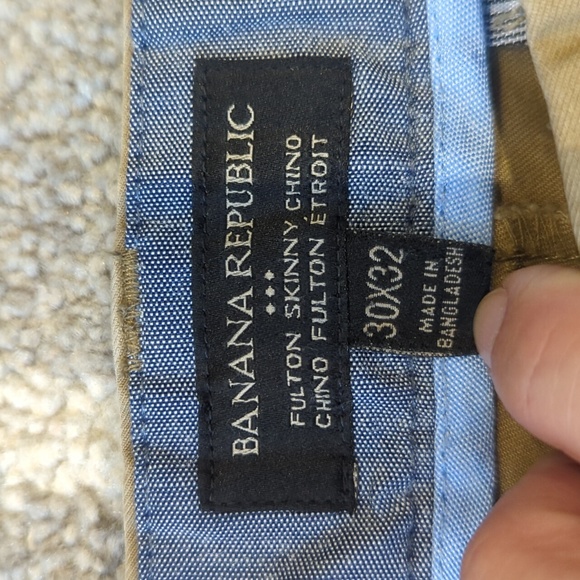 BANANA REPUBLIC
FULTON SKINNY CHINO
CHINO FULTON ÉTROIT
30X32
MADE IN
BANGLADESH